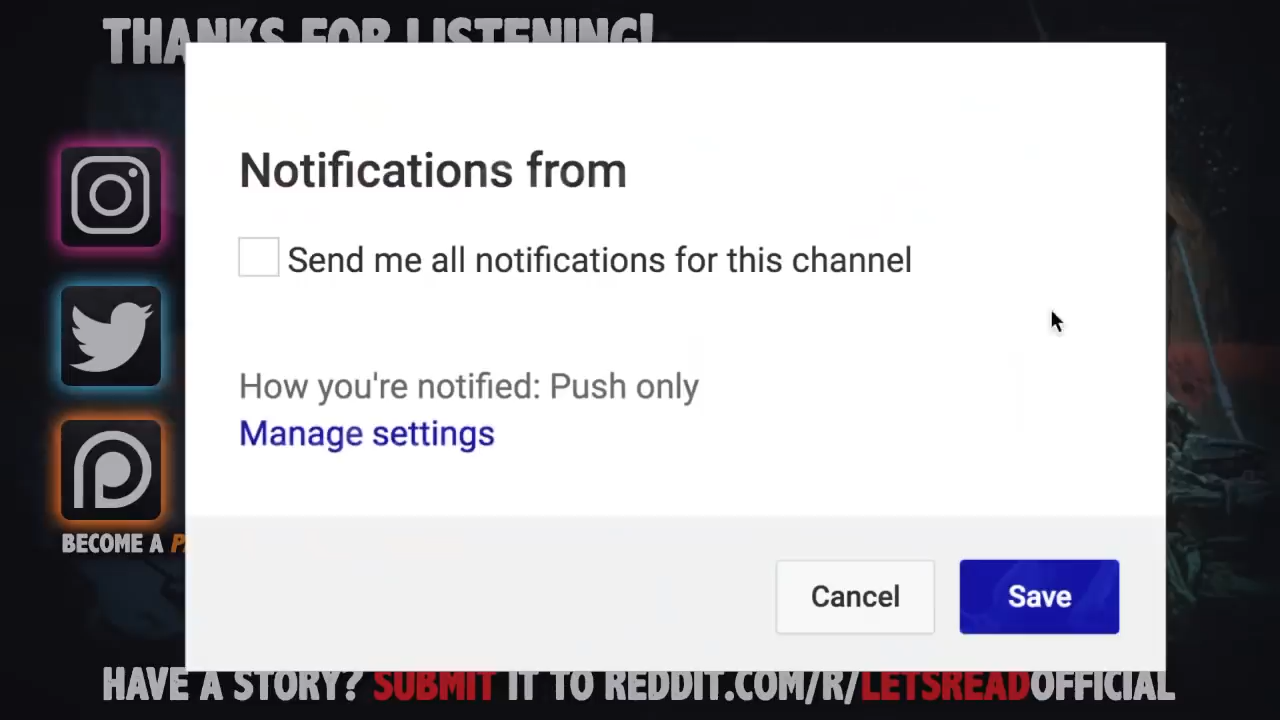 THANKS FOR LISTENING!
Notifications from
Send me all notifications for this channel
How you're notified: Push only
Manage settings
BECOME A
Cancel
Save
HAVE A STORY? SUBMIT IT TO REDDIT.COM/R/LETSREADOFFICIAL